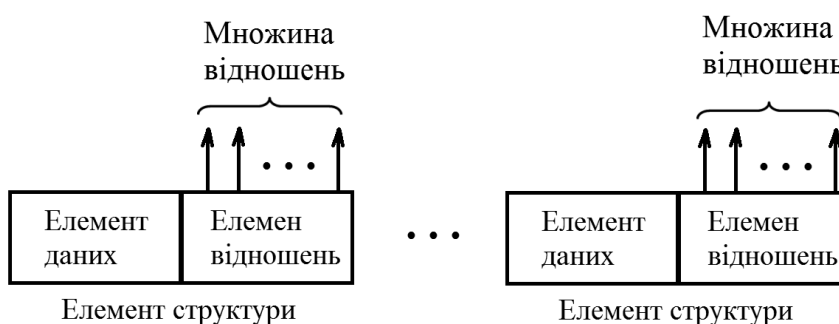 Множина
відношень
Елемент
даних
Елемен
відношень
Елемент структури
Множина
відношень
Елемент
даних
Елемен
відношень
Елемент структури